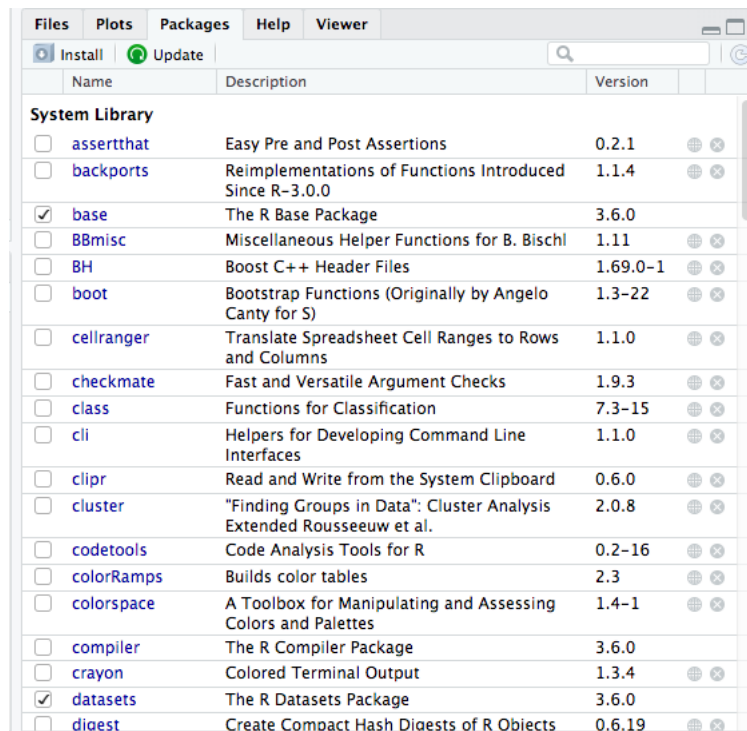 Files Plots Packages Help Viewer
Install Update
Name Description Version
System Library
assertthat Easy Pre and Post Assertions 0.2.1
backports Reimplementations of Functions Introduced 1.1.4
Since R-3.0.0
base The R Base Package 3.6.0
BBmisc Miscellaneous Helper Functions for B. Bischl 1.11
BH Boost C++ Header Files 1.69.0-1
boot Bootstrap Functions (Originally by Angelo 1.3-22
Canty for S)
cellranger Translate Spreadsheet Cell Ranges to Rows 1.1.0
and Columns
checkmate Fast and Versatile Argument Checks 1.9.3
class Functions for Classification 7.3-15
cli Helpers for Developing Command Line 1.1.0
Interfaces
clipr Read and Write from the System Clipboard 0.6.0
cluster "Finding Groups in Data": Cluster Analysis 2.0.8
Extended Rousseeuw et al.
codetools Code Analysis Tools for R 0.2-16
colorRamps Builds color tables 2.3
colorspace A Toolbox for Manipulating and Assessing 1.4-1
Colors and Palettes
compiler The R Compiler Package 3.6.0
crayon Colored Terminal Output 1.3.4
datasets The R Datasets Package 3.6.0
digest Create Compact Hash Digests of R Objects 0.6.19